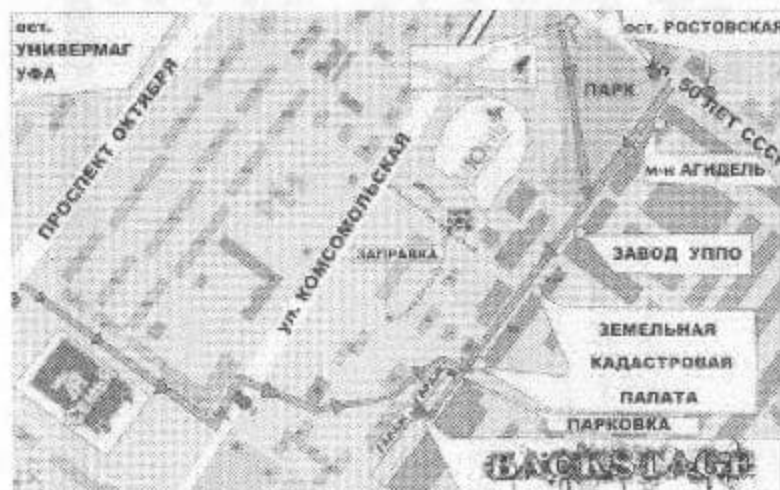 ост.
УНИВЕРМАГ
УФА
ПРОСПЕКТ ОКТЯБРЯ
ул. КОМСОМОЛЬСКАЯ
ЗАПРАВКА
ост. РОСТОВСКАЯ
ПАРК
ул. 50 ЛЕТ СССР
м-н АГИДЕЛЬ
ЗАВОД УППО
ЗЕМЕЛЬНАЯ
КАДАСТРОВАЯ
ПАЛАТА
ПАРКОВКА
BACKSTAGE